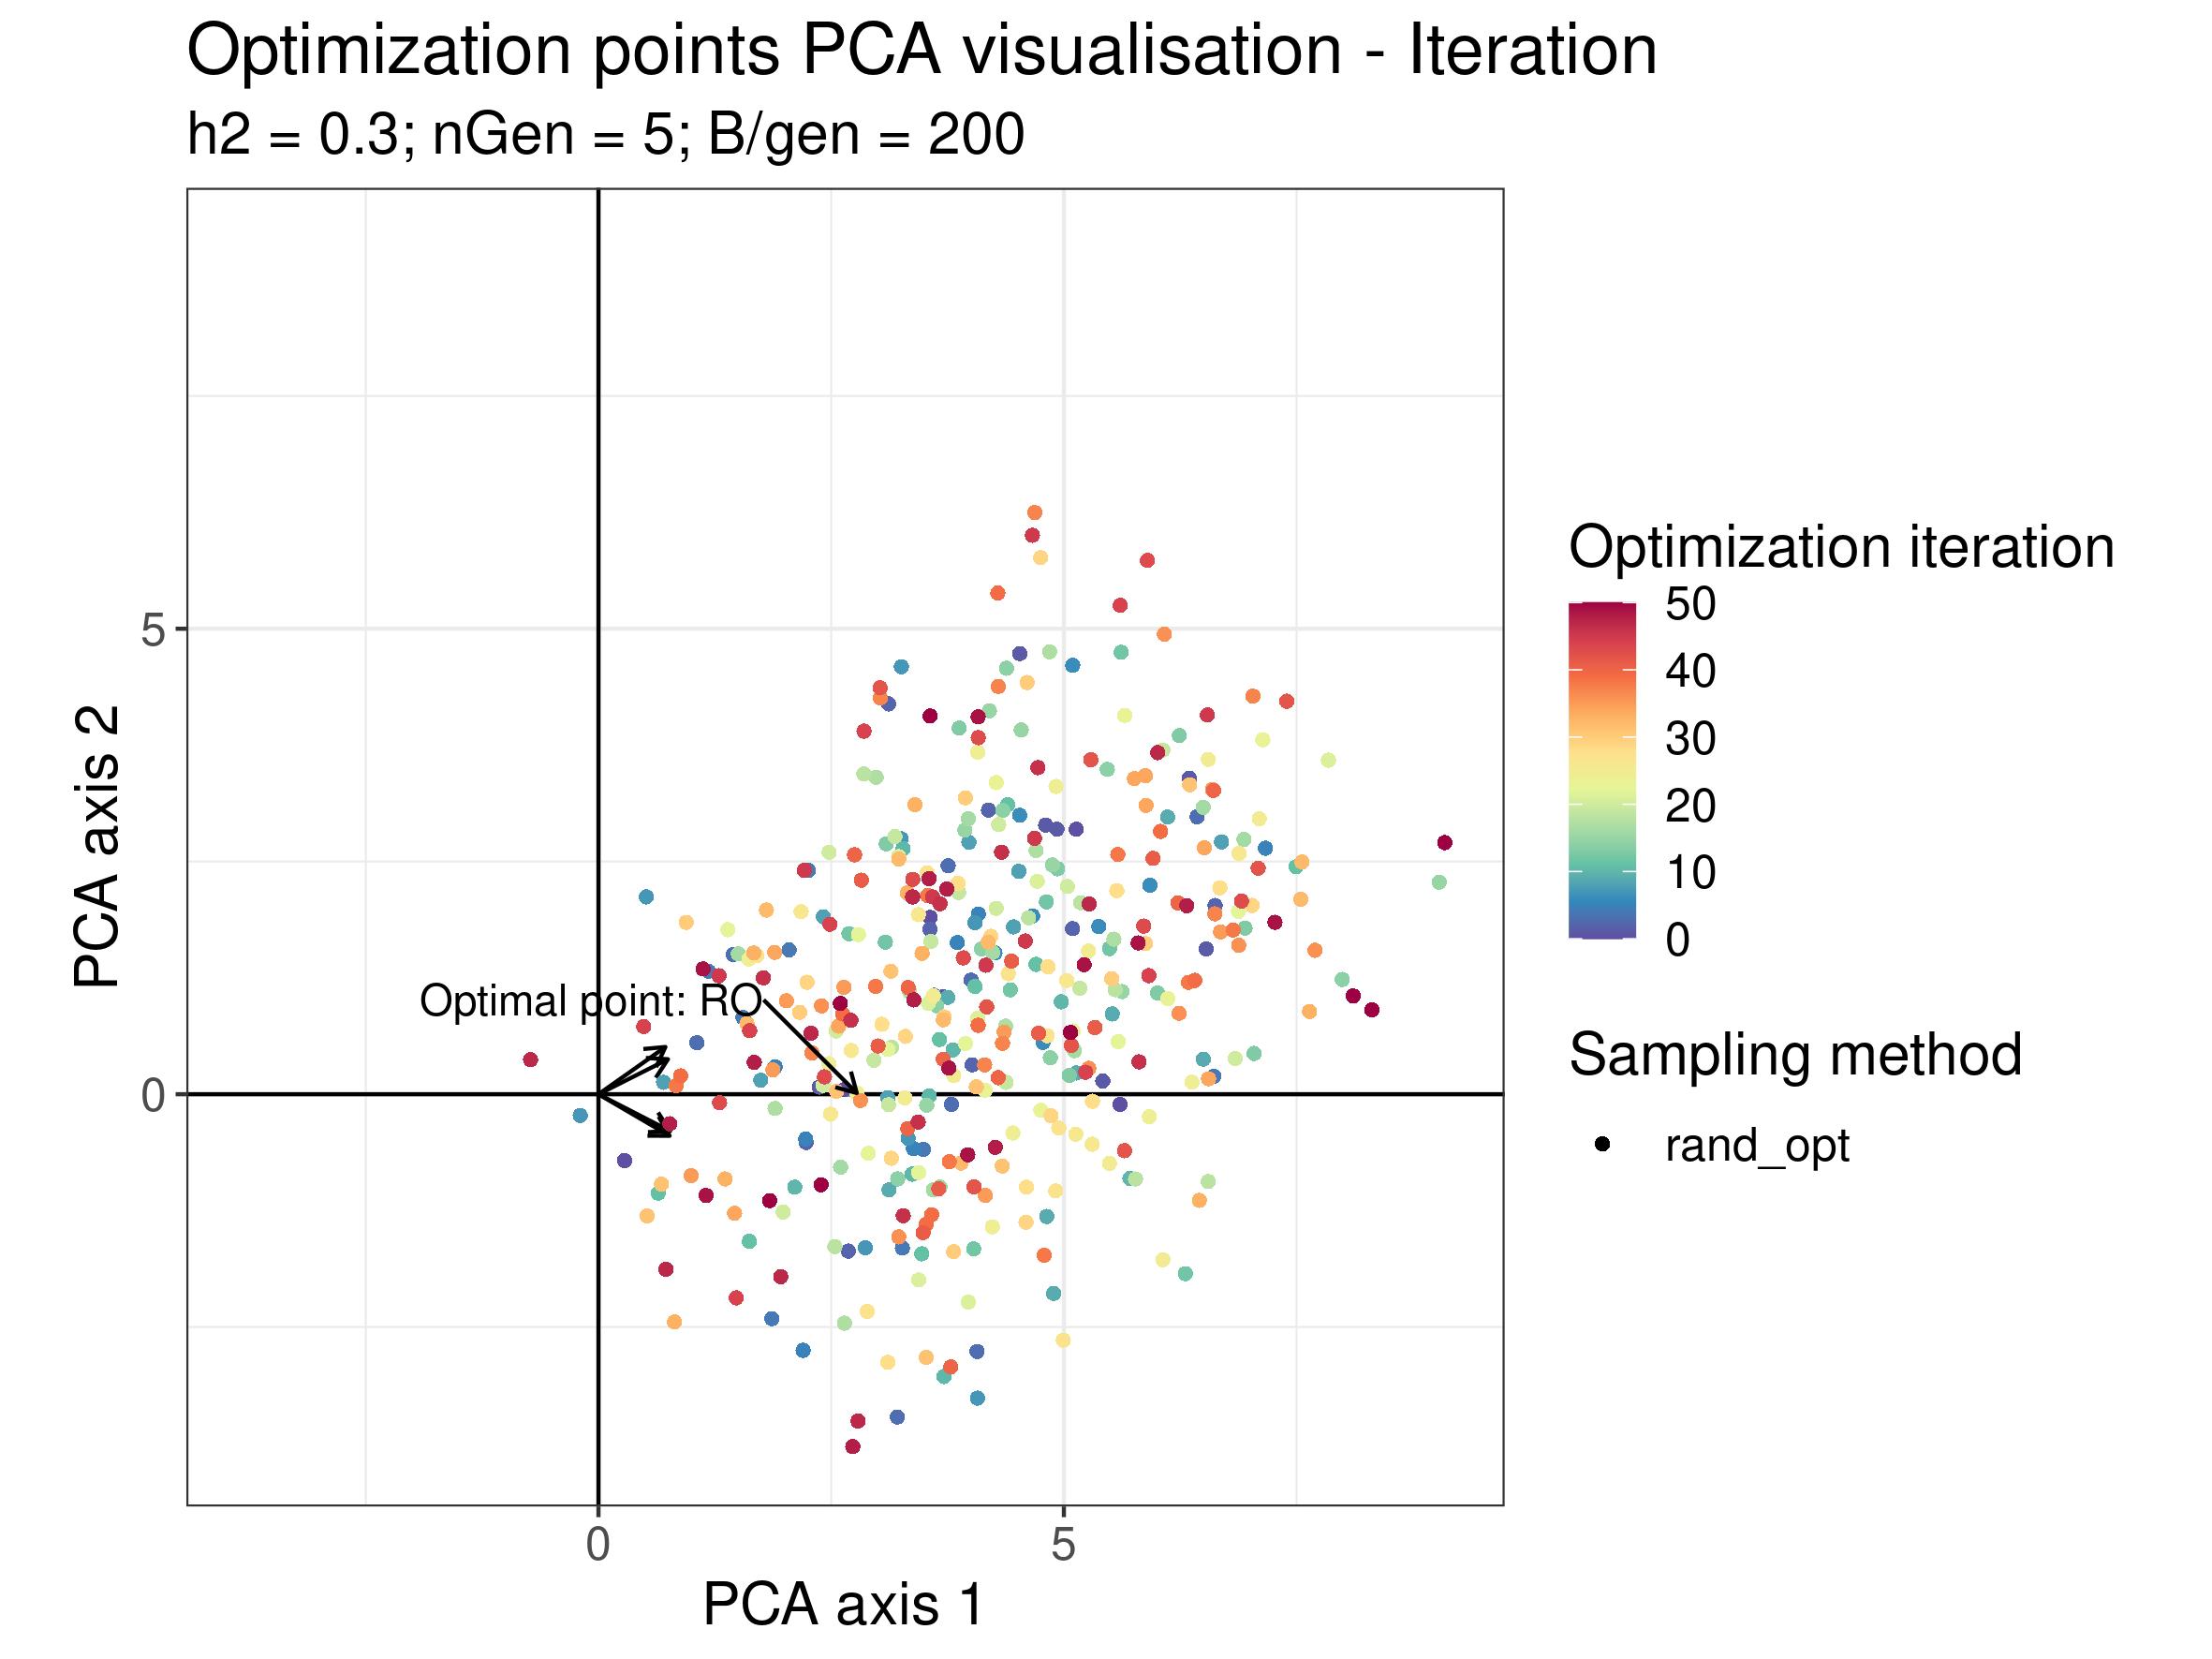 Optimization points PCA visualisation - Iteration
h2 = 0.3; nGen = 5; B/gen = 200
PCA axis 2
5
0
Optimal point: RO
0
5
PCA axis 1
Optimization iteration
50
40
30
20
10
0
Sampling method
rand_opt